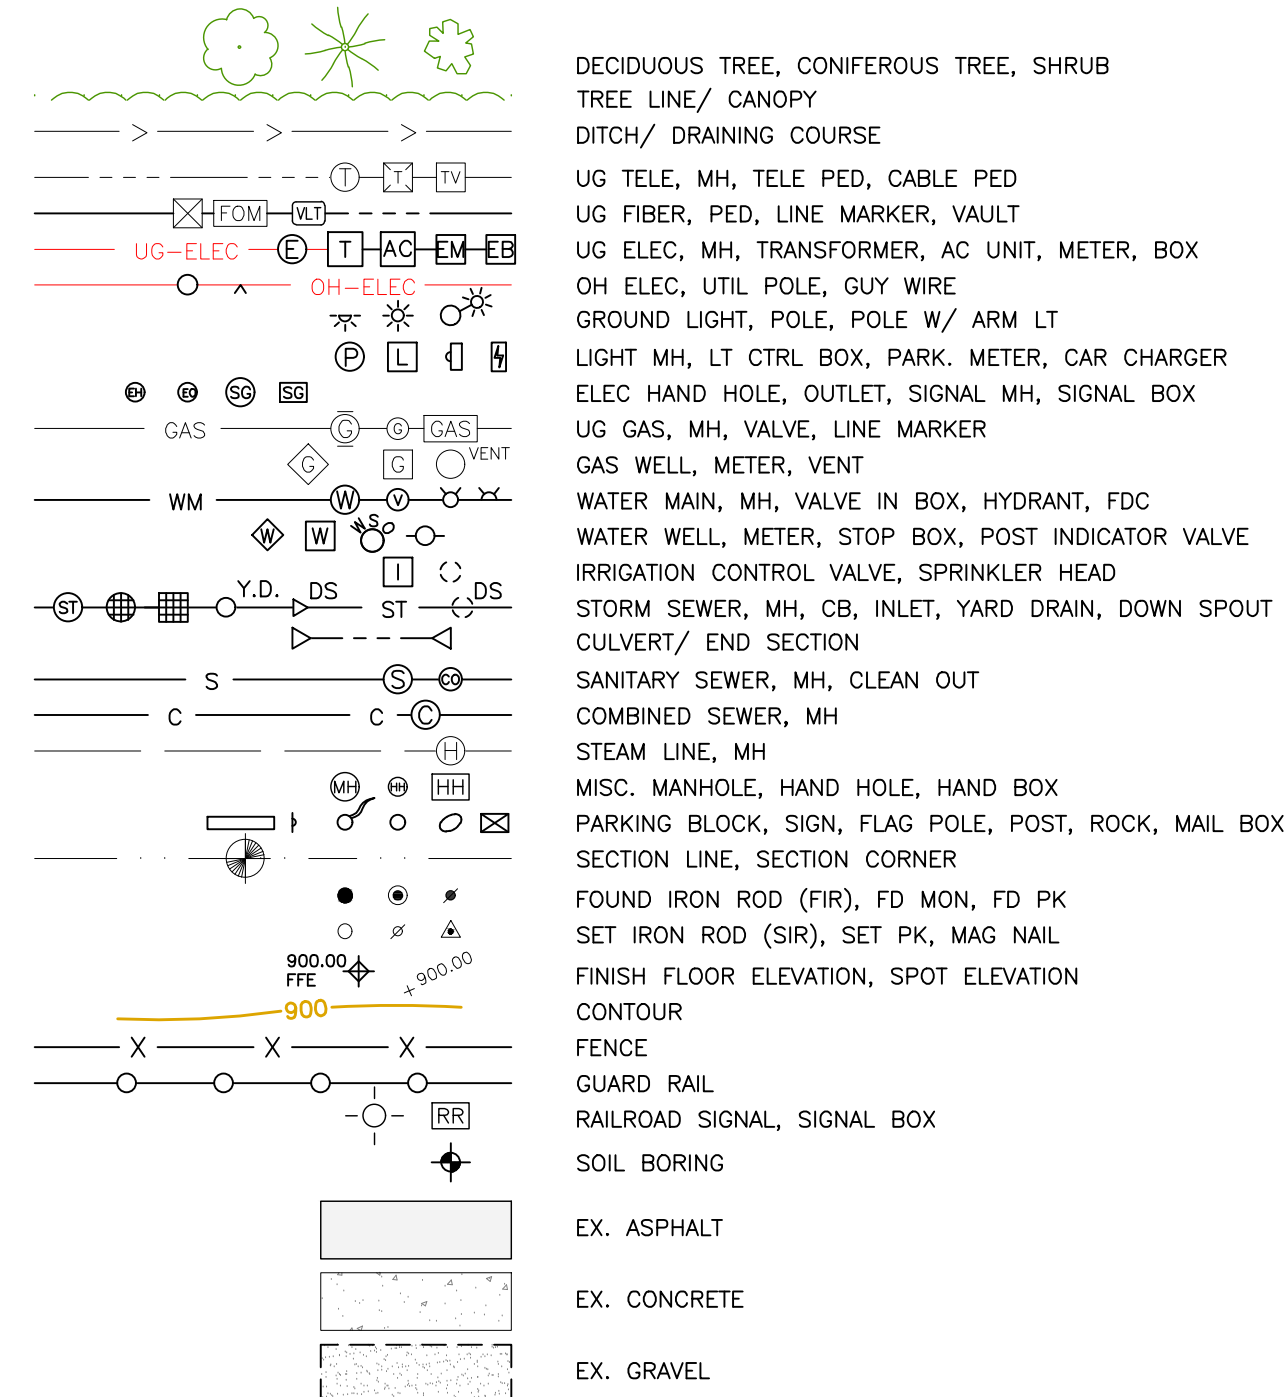 DECIDUOUS TREE, CONIFEROUS TREE, SHRUB
TREE LINE/ CANOPY
> > > DITCH/ DRAINING COURSE
T T TV UG TELE, MH, TELE PED, CABLE PED
FOM VLT UG FIBER, PED, LINE MARKER, VAULT
UG-ELEC E T AC EM EB UG ELEC, MH, TRANSFORMER, AC UNIT, METER, BOX
OH-ELEC OH ELEC, UTIL POLE, GUY WIRE
GROUND LIGHT, POLE, POLE W/ ARM LT
P L LIGHT MH, LT CTRL BOX, PARK. METER, CAR CHARGER
EH EO SG SG ELEC HAND HOLE, OUTLET, SIGNAL MH, SIGNAL BOX
GAS G G GAS UG GAS, MH, VALVE, LINE MARKER
G G VENT GAS WELL, METER, VENT
WM W V WATER MAIN, MH, VALVE IN BOX, HYDRANT, FDC
W W WSO WATER WELL, METER, STOP BOX, POST INDICATOR VALVE
I IRRIGATION CONTROL VALVE, SPRINKLER HEAD
ST Y.D. DS ST DS STORM SEWER, MH, CB, INLET, YARD DRAIN, DOWN SPOUT
CULVERT/ END SECTION
S S CO SANITARY SEWER, MH, CLEAN OUT
C C C COMBINED SEWER, MH
H STEAM LINE, MH
MH HH HH MISC. MANHOLE, HAND HOLE, HAND BOX
PARKING BLOCK, SIGN, FLAG POLE, POST, ROCK, MAIL BOX
SECTION LINE, SECTION CORNER
FOUND IRON ROD (FIR), FD MON, FD PK
SET IRON ROD (SIR), SET PK, MAG NAIL
900.00
FFE +900.00 FINISH FLOOR ELEVATION, SPOT ELEVATION
900 CONTOUR
X X X FENCE
GUARD RAIL
RR RAILROAD SIGNAL, SIGNAL BOX
SOIL BORING
EX. ASPHALT
EX. CONCRETE
EX. GRAVEL